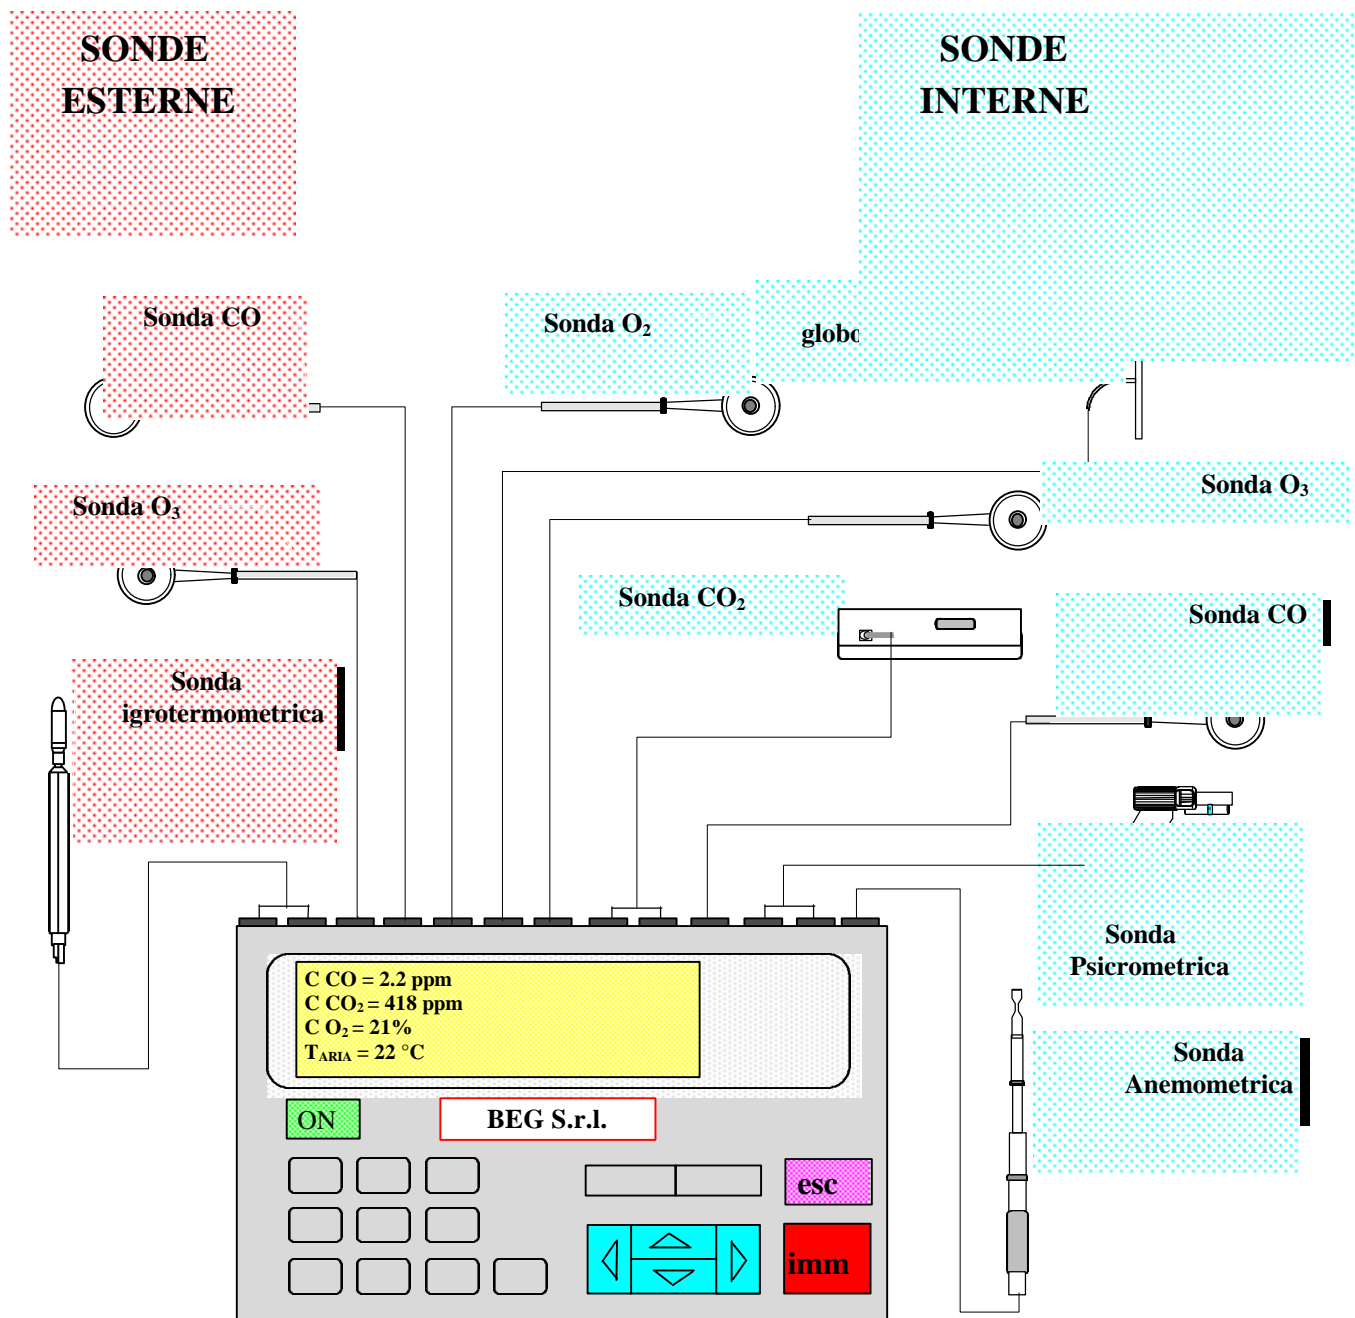 SONDE
ESTERNE
SONDE
INTERNE
Sonda CO
Sonda O₂
globo
Sonda O₃
Sonda O₃
Sonda CO₂
Sonda CO
Sonda
igrotermometrica
Sonda
Psicrometrica
Sonda
Anemometrica
C CO = 2.2 ppm
C CO₂ = 418 ppm
C O₂ = 21%
T_ARIA = 22 °C
ON
BEG S.r.l.
esc
imm